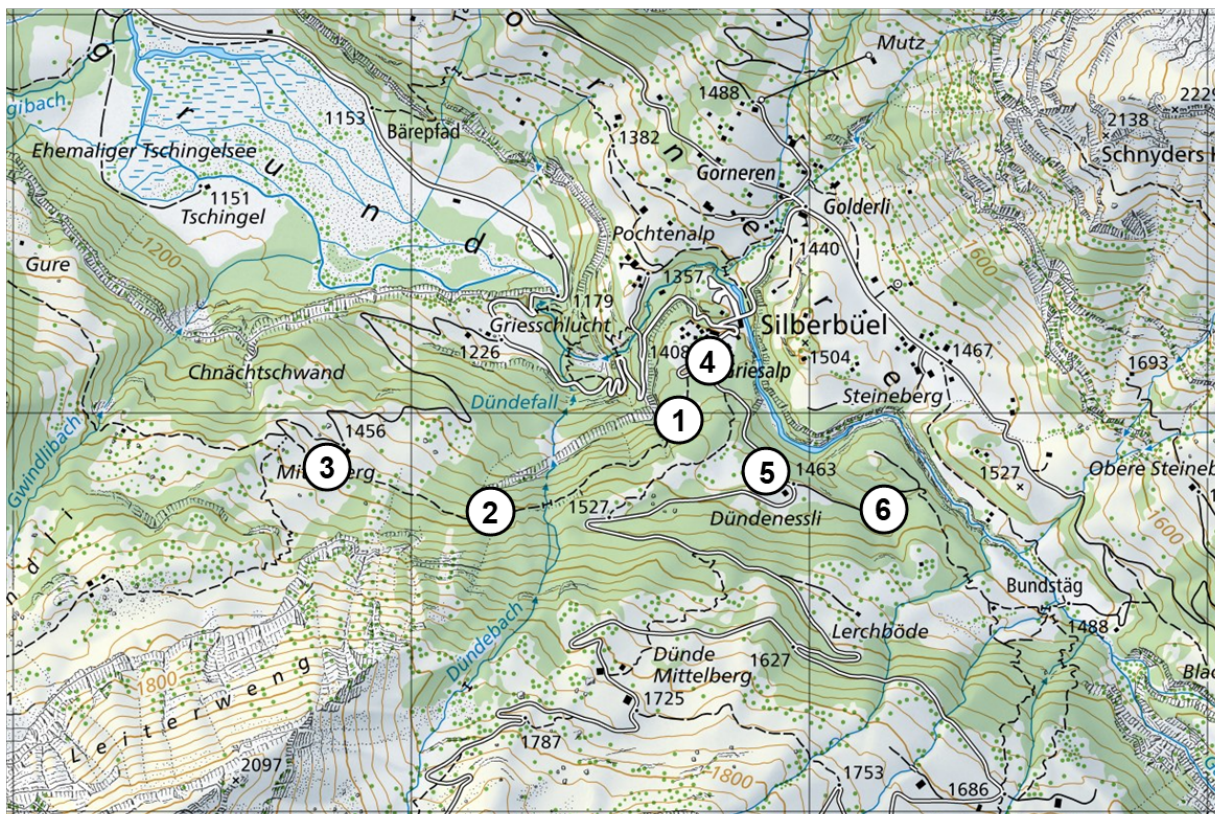 1488
Mutz
2229
2138
Schnyders
gibach
1153
Bärepfad
1382
Ehemaliger Tschingelsee
Gorneren
1151
Tschingel
g r u n d
Golderli
Pochtenalp
1440
Gure
1200
1357
1600
1179
Griesschlucht
Silberbüel
1226
1408
4
Griesalp
1504
1467
1693
Chnächtschwand
Steineberg
Dündefall
1
Gwindlibach
1456
3
5
1463
1527
Obere Steineb
2
1527
Dündenessli
6
1600
Bundstäg
Dundebach
Lerchböde
1488
Dünde
Mittelberg
1627
1800
Leiterweng
1725
1787
2097
1800
1753
1686